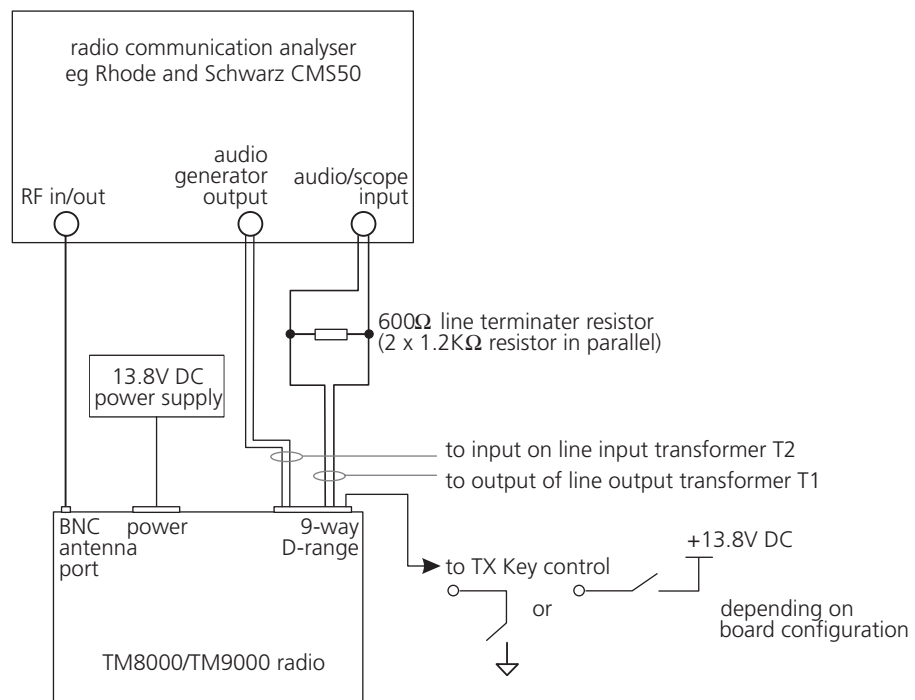 radio communication analyser
eg Rhode and Schwarz CMS50
RF in/out
audio
generator
output
audio/scope
input
600Ω line terminater resistor
(2 x 1.2KΩ resistor in parallel)
13.8V DC
power supply
to input on line input transformer T2
to output of line output transformer T1
BNC
antenna
port
power
9-way
D-range
to TX Key control
or
+13.8V DC
depending on
board configuration
TM8000/TM9000 radio